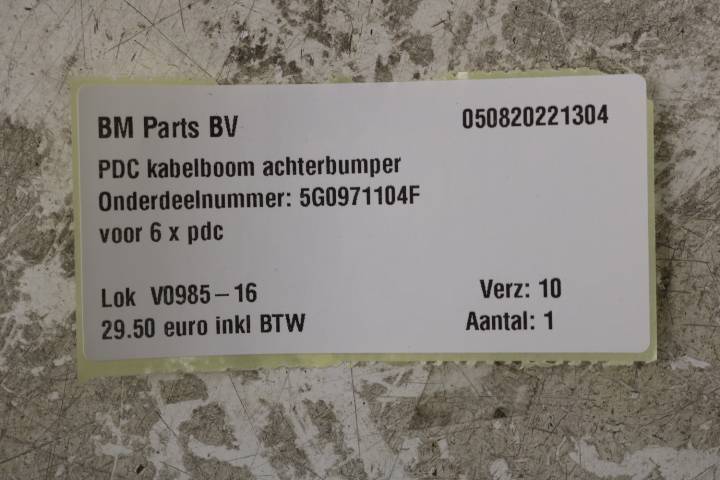 BM Parts BV 050820221304
PDC kabelboom achterbumper
Onderdeelnummer: 5G0971104F
voor 6 x pdc
Lok V0985-16 Verz: 10
29.50 euro inkl BTW Aantal: 1